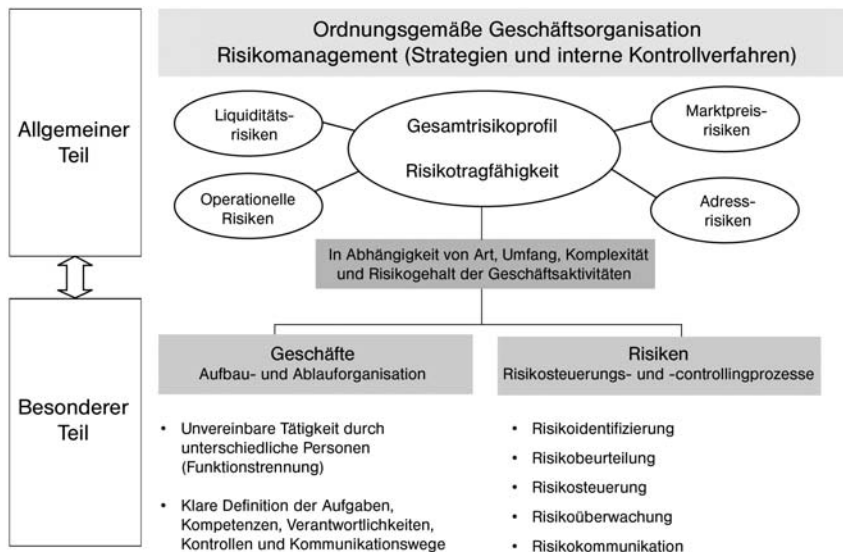 Ordnungsgemäße Geschäftsorganisation
Risikomanagement (Strategien und interne Kontrollverfahren)
Allgemeiner
Teil
Liquiditäts-
risiken
Gesamtrisikoprofil
Risikotragfähigkeit
Marktpreis-
risiken
Operationelle
Risiken
Adress-
risiken
In Abhängigkeit von Art, Umfang, Komplexität
und Risikogehalt der Geschäftsaktivitäten
Besonderer
Teil
Geschäfte
Aufbau- und Ablauforganisation
• Unvereinbare Tätigkeit durch
unterschiedliche Personen
(Funktionstrennung)
• Klare Definition der Aufgaben,
Kompetenzen, Verantwortlichkeiten,
Kontrollen und Kommunikationswege
Risiken
Risikosteuerungs- und -controllingprozesse
• Risikoidentifizierung
• Risikobeurteilung
• Risikosteuerung
• Risikoüberwachung
• Risikokommunikation